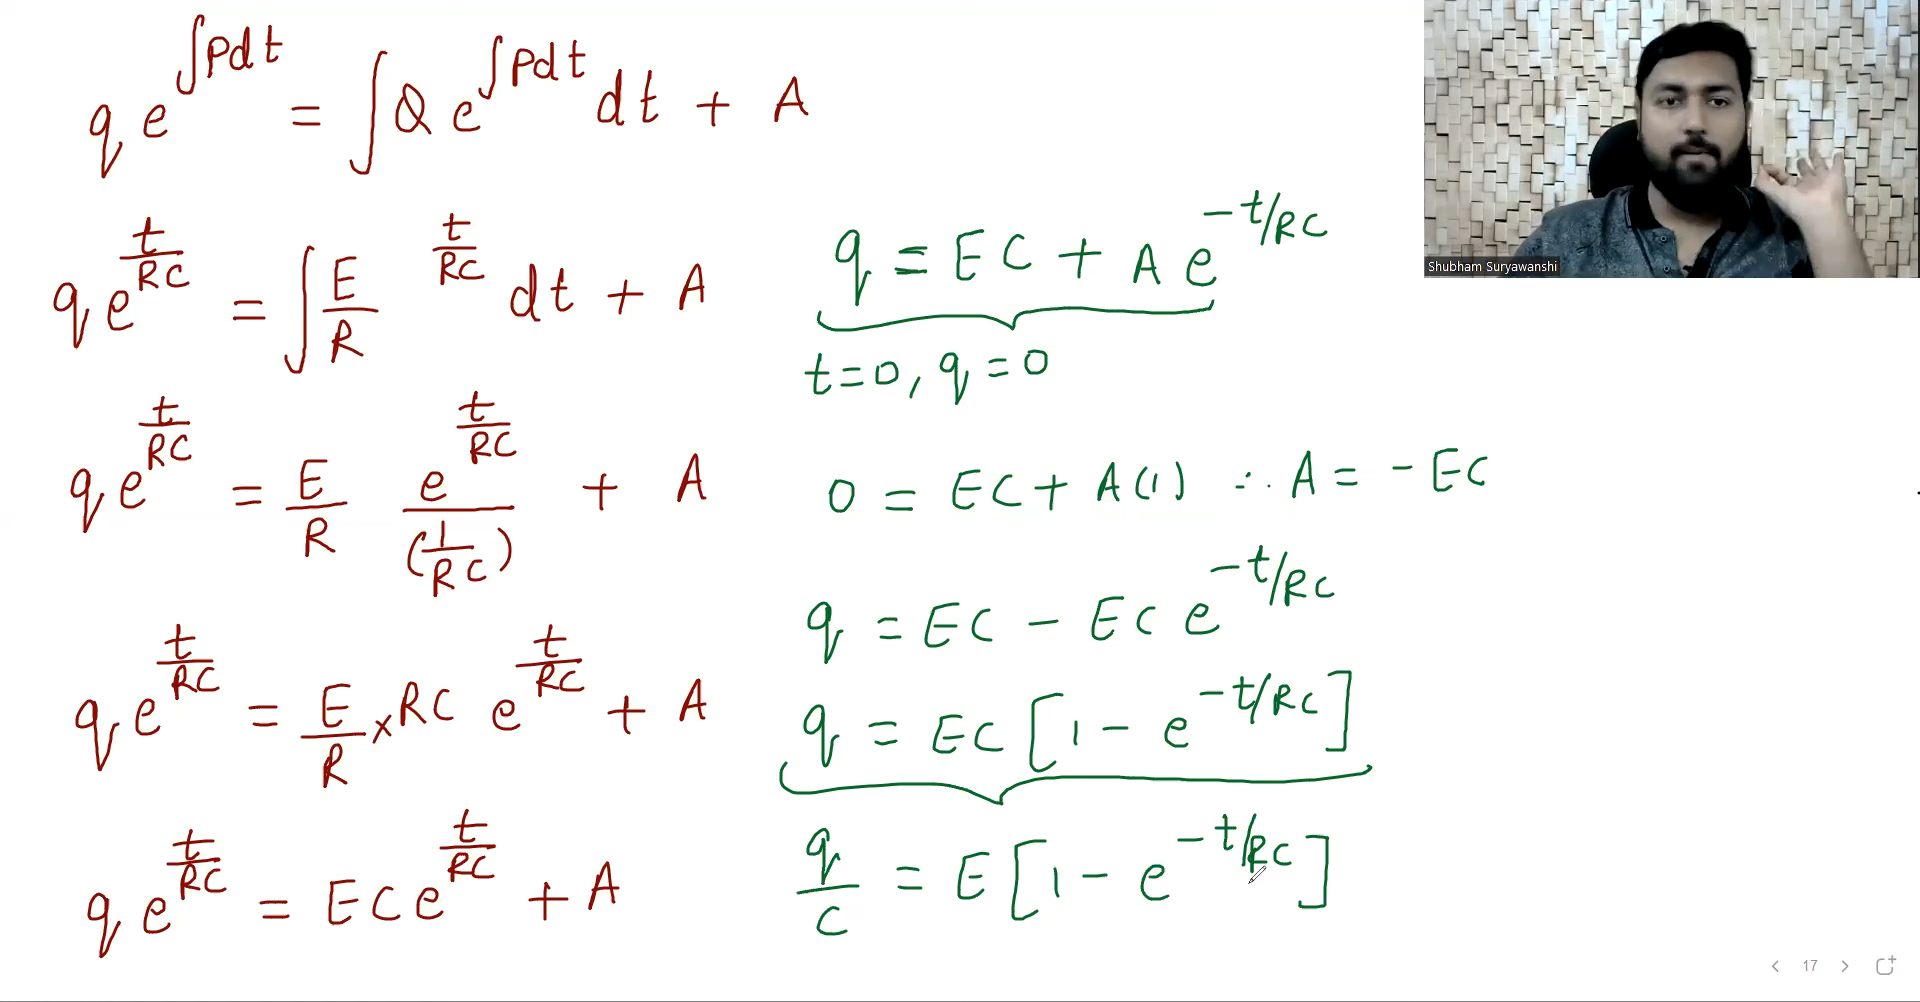 q e^{∫Pdt} = ∫Q e^{∫Pdt} dt + A
q e^{t/RC} = ∫ E/R ^{t/RC} dt + A
q e^{t/RC} = E/R e^{t/RC}/(1/RC) + A
q e^{t/RC} = E/R × RC e^{t/RC} + A
q e^{t/RC} = EC e^{t/RC} + A
q = EC + A e^{-t/RC}
t=0, q=0
0 = EC + A(1) ∴ A = -EC
q = EC - EC e^{-t/RC}
q = EC [1 - e^{-t/RC}]
q/C = E [1 - e^{-t/RC}]
Shubham Suryawanshi
17